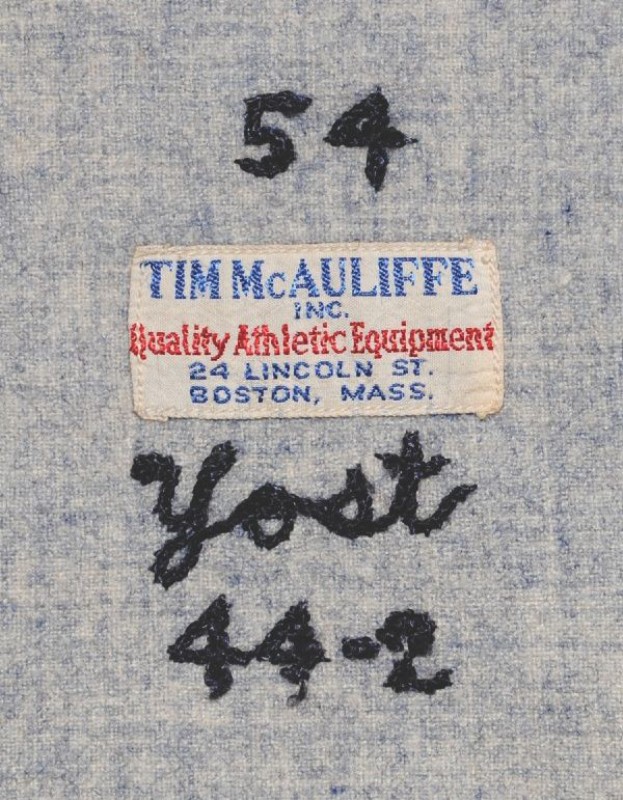 54
TIM McAULIFFE
INC.
Quality Athletic Equipment
24 LINCOLN ST.
BOSTON, MASS.
Yost
44-2